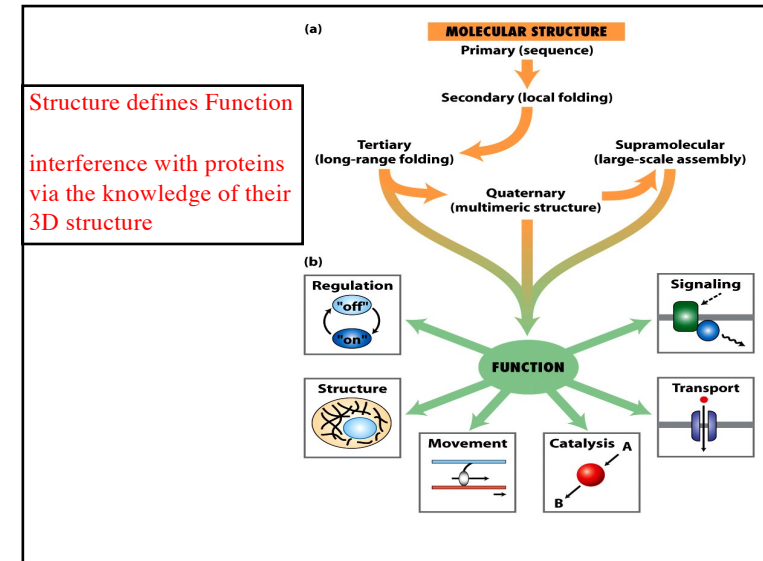 Structure defines Function
interference with proteins
via the knowledge of their
3D structure
(a)
MOLECULAR STRUCTURE
Primary (sequence)
Secondary (local folding)
Tertiary
(long-range folding)
Supramolecular
(large-scale assembly)
Quaternary
(multimeric structure)
(b)
Regulation
"off"
"on"
Signaling
FUNCTION
Structure
Transport
Movement
Catalysis
A
B